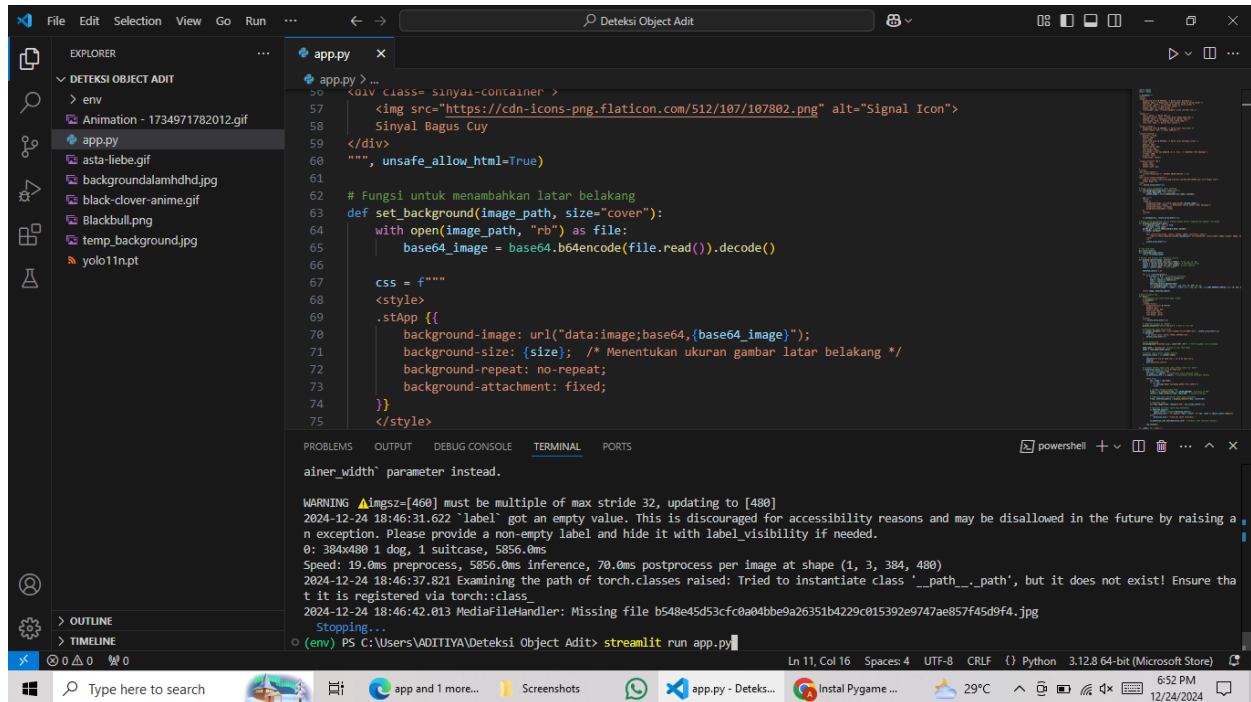 File Edit Selection View Go Run ··· Deteksi Object Adit
EXPLORER ···
DETEKSI OBJECT ADIT
env
Animation - 1734971782012.gif
app.py
asta-liebe.gif
backgroundalamhdhd.jpg
black-clover-anime.gif
Blackbull.png
temp_background.jpg
yolo11n.pt
OUTLINE
TIMELINE
app.py
app.py > ...
56 <div class="sinyal-container">
57 <img src="https://cdn-icons-png.flaticon.com/512/107/107802.png" alt="Signal Icon">
58 Sinyal Bagus Cuy
59 </div>
60 """, unsafe_allow_html=True)
61
62 # Fungsi untuk menambahkan latar belakang
63 def set_background(image_path, size="cover"):
64 with open(image_path, "rb") as file:
65 base64_image = base64.b64encode(file.read()).decode()
66
67 css = f"""
68 <style>
69 .stApp {{
70 background-image: url("data:image;base64,{base64_image}");
71 background-size: {size}; /* Menentukan ukuran gambar latar belakang */
72 background-repeat: no-repeat;
73 background-attachment: fixed;
74 }}
75 </style>
PROBLEMS OUTPUT DEBUG CONSOLE TERMINAL PORTS powershell
ainer_width` parameter instead.
WARNING ⚠imgsz=[460] must be multiple of max stride 32, updating to [480]
2024-12-24 18:46:31.622 `label` got an empty value. This is discouraged for accessibility reasons and may be disallowed in the future by raising a
n exception. Please provide a non-empty label and hide it with label_visibility if needed.
0: 384x480 1 dog, 1 suitcase, 5856.0ms
Speed: 19.0ms preprocess, 5856.0ms inference, 70.0ms postprocess per image at shape (1, 3, 384, 480)
2024-12-24 18:46:37.821 Examining the path of torch.classes raised: Tried to instantiate class '__path__._path', but it does not exist! Ensure tha
t it is registered via torch::class_
2024-12-24 18:46:42.013 MediaFileHandler: Missing file b548e45d53cfc0a04bbe9a26351b4229c015392e9747ae857f45d9f4.jpg
Stopping...
(env) PS C:\Users\ADITIYA\Deteksi Object Adit> streamlit run app.py
0 0 0 Ln 11, Col 16 Spaces: 4 UTF-8 CRLF {} Python 3.12.8 64-bit (Microsoft Store)
Type here to search app and 1 more... Screenshots app.py - Deteks... Instal Pygame ... 29°C 6:52 PM
12/24/2024